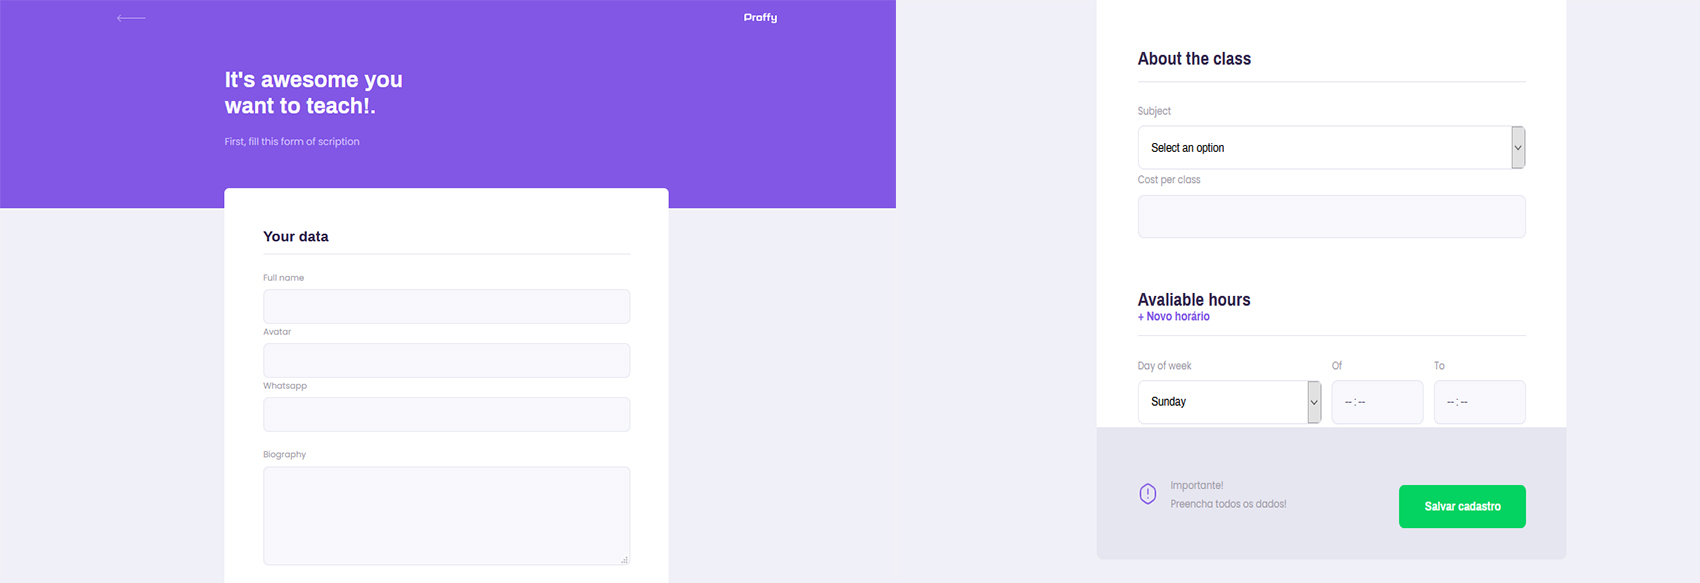 Proffy
It's awesome you
want to teach!.
First, fill this form of scription
Your data
Full name
Avatar
Whatsapp
Biography
About the class
Subject
Select an option
Cost per class
Avaliable hours
+ Novo horário
Day of week Of To
Sunday --:-- --:--
Importante!
Preencha todos os dados!
Salvar cadastro